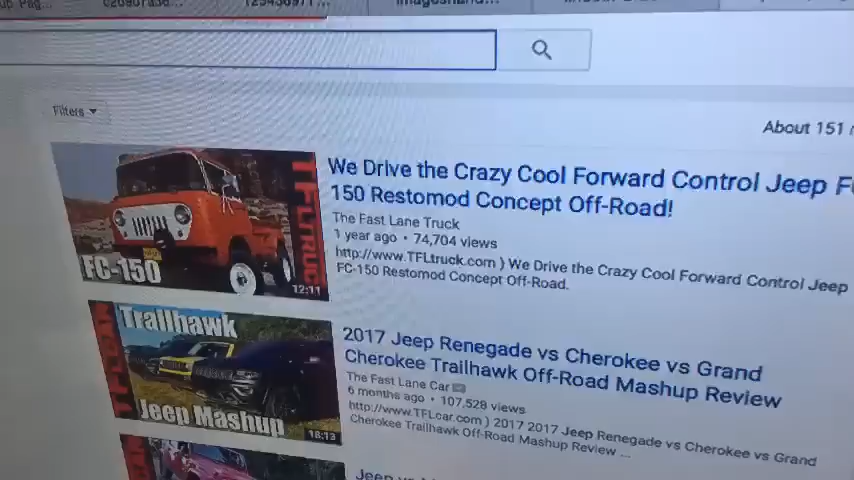 Filters
About 151
We Drive the Crazy Cool Forward Control Jeep
150 Restomod Concept Off-Road!
The Fast Lane Truck
1 year ago • 74,704 views
http://www.TFLtruck.com ) We Drive the Crazy Cool Forward Control Jeep
FC-150 Restomod Concept Off-Road.
TFLTRUCK
FC-150
12:11
2017 Jeep Renegade vs Cherokee vs Grand
Cherokee Trailhawk Off-Road Mashup Review
The Fast Lane Car
6 months ago • 107,528 views
http://www.TFLcar.com ) 2017 2017 Jeep Renegade vs Cherokee vs Grand
Cherokee Trailhawk Off-Road Mashup Review ...
Trailhawk
Jeep Mashup
18:13